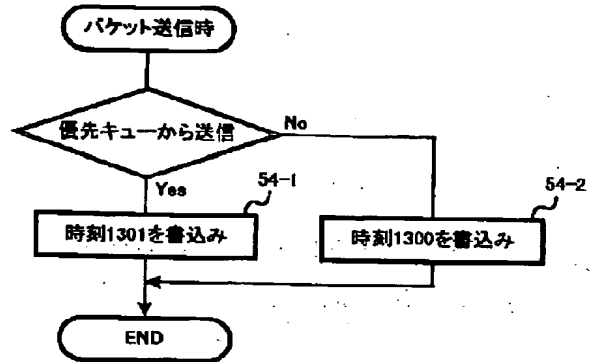 パケット送信時
優先キューから送信
No
Yes
54-1
54-2
時刻1301を書込み
時刻1300を書込み
END